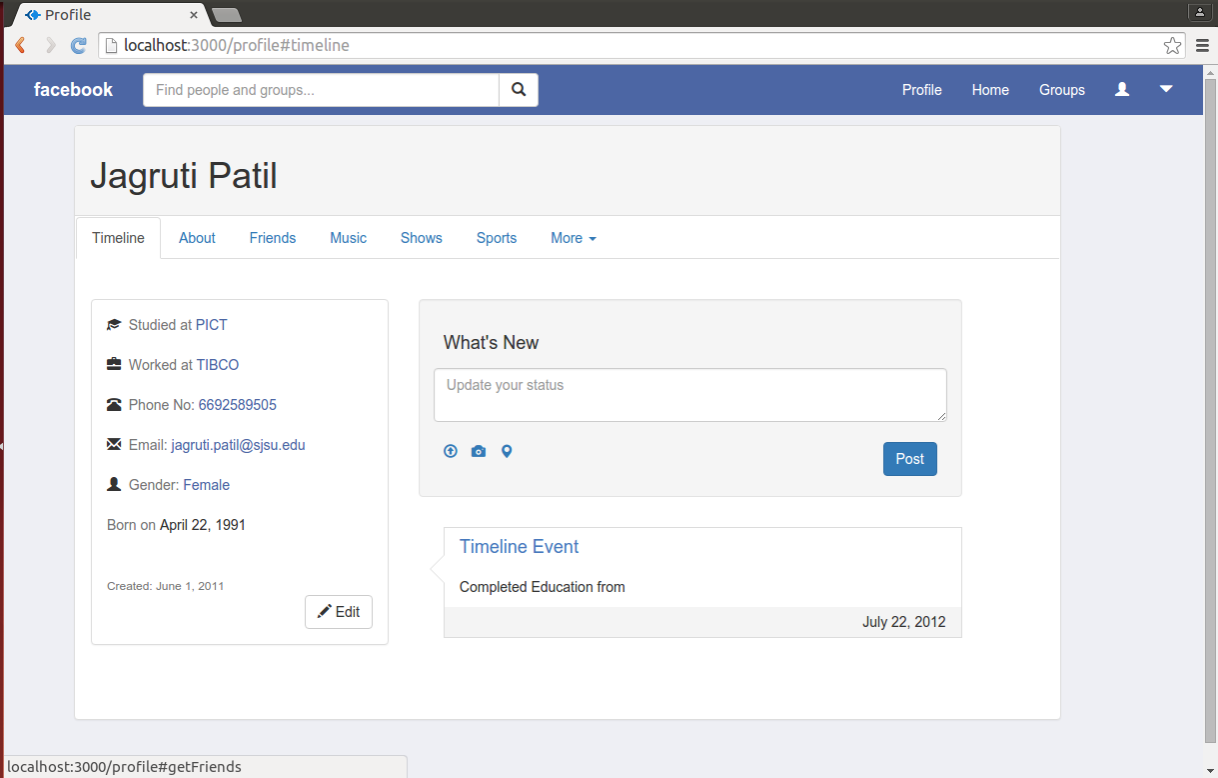 Profile
localhost:3000/profile#timeline
facebook Find people and groups... Profile Home Groups
Jagruti Patil
Timeline About Friends Music Shows Sports More
Studied at PICT
Worked at TIBCO
Phone No: 6692589505
Email: jagruti.patil@sjsu.edu
Gender: Female
Born on April 22, 1991
Created: June 1, 2011
Edit
What's New
Update your status
Post
Timeline Event
Completed Education from
July 22, 2012
localhost:3000/profile#getFriends